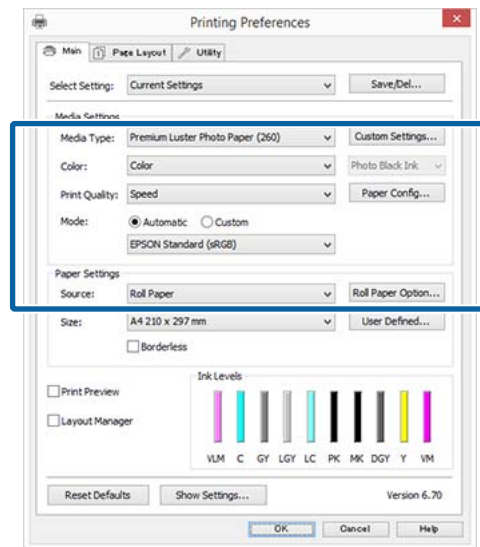 Printing Preferences
Main Page Layout Utility
Select Setting: Current Settings Save/Del...
Media Settings
Media Type: Premium Luster Photo Paper (260) Custom Settings...
Color: Color Photo Black Ink
Print Quality: Speed Paper Config...
Mode: Automatic Custom
EPSON Standard (sRGB)
Paper Settings
Source: Roll Paper Roll Paper Option...
Size: A4 210 x 297 mm User Defined...
Borderless
Ink Levels
Print Preview
Layout Manager
VLM C GY LGY LC PK MK DGY Y VM
Reset Defaults Show Settings... Version 6.70
OK Cancel Help